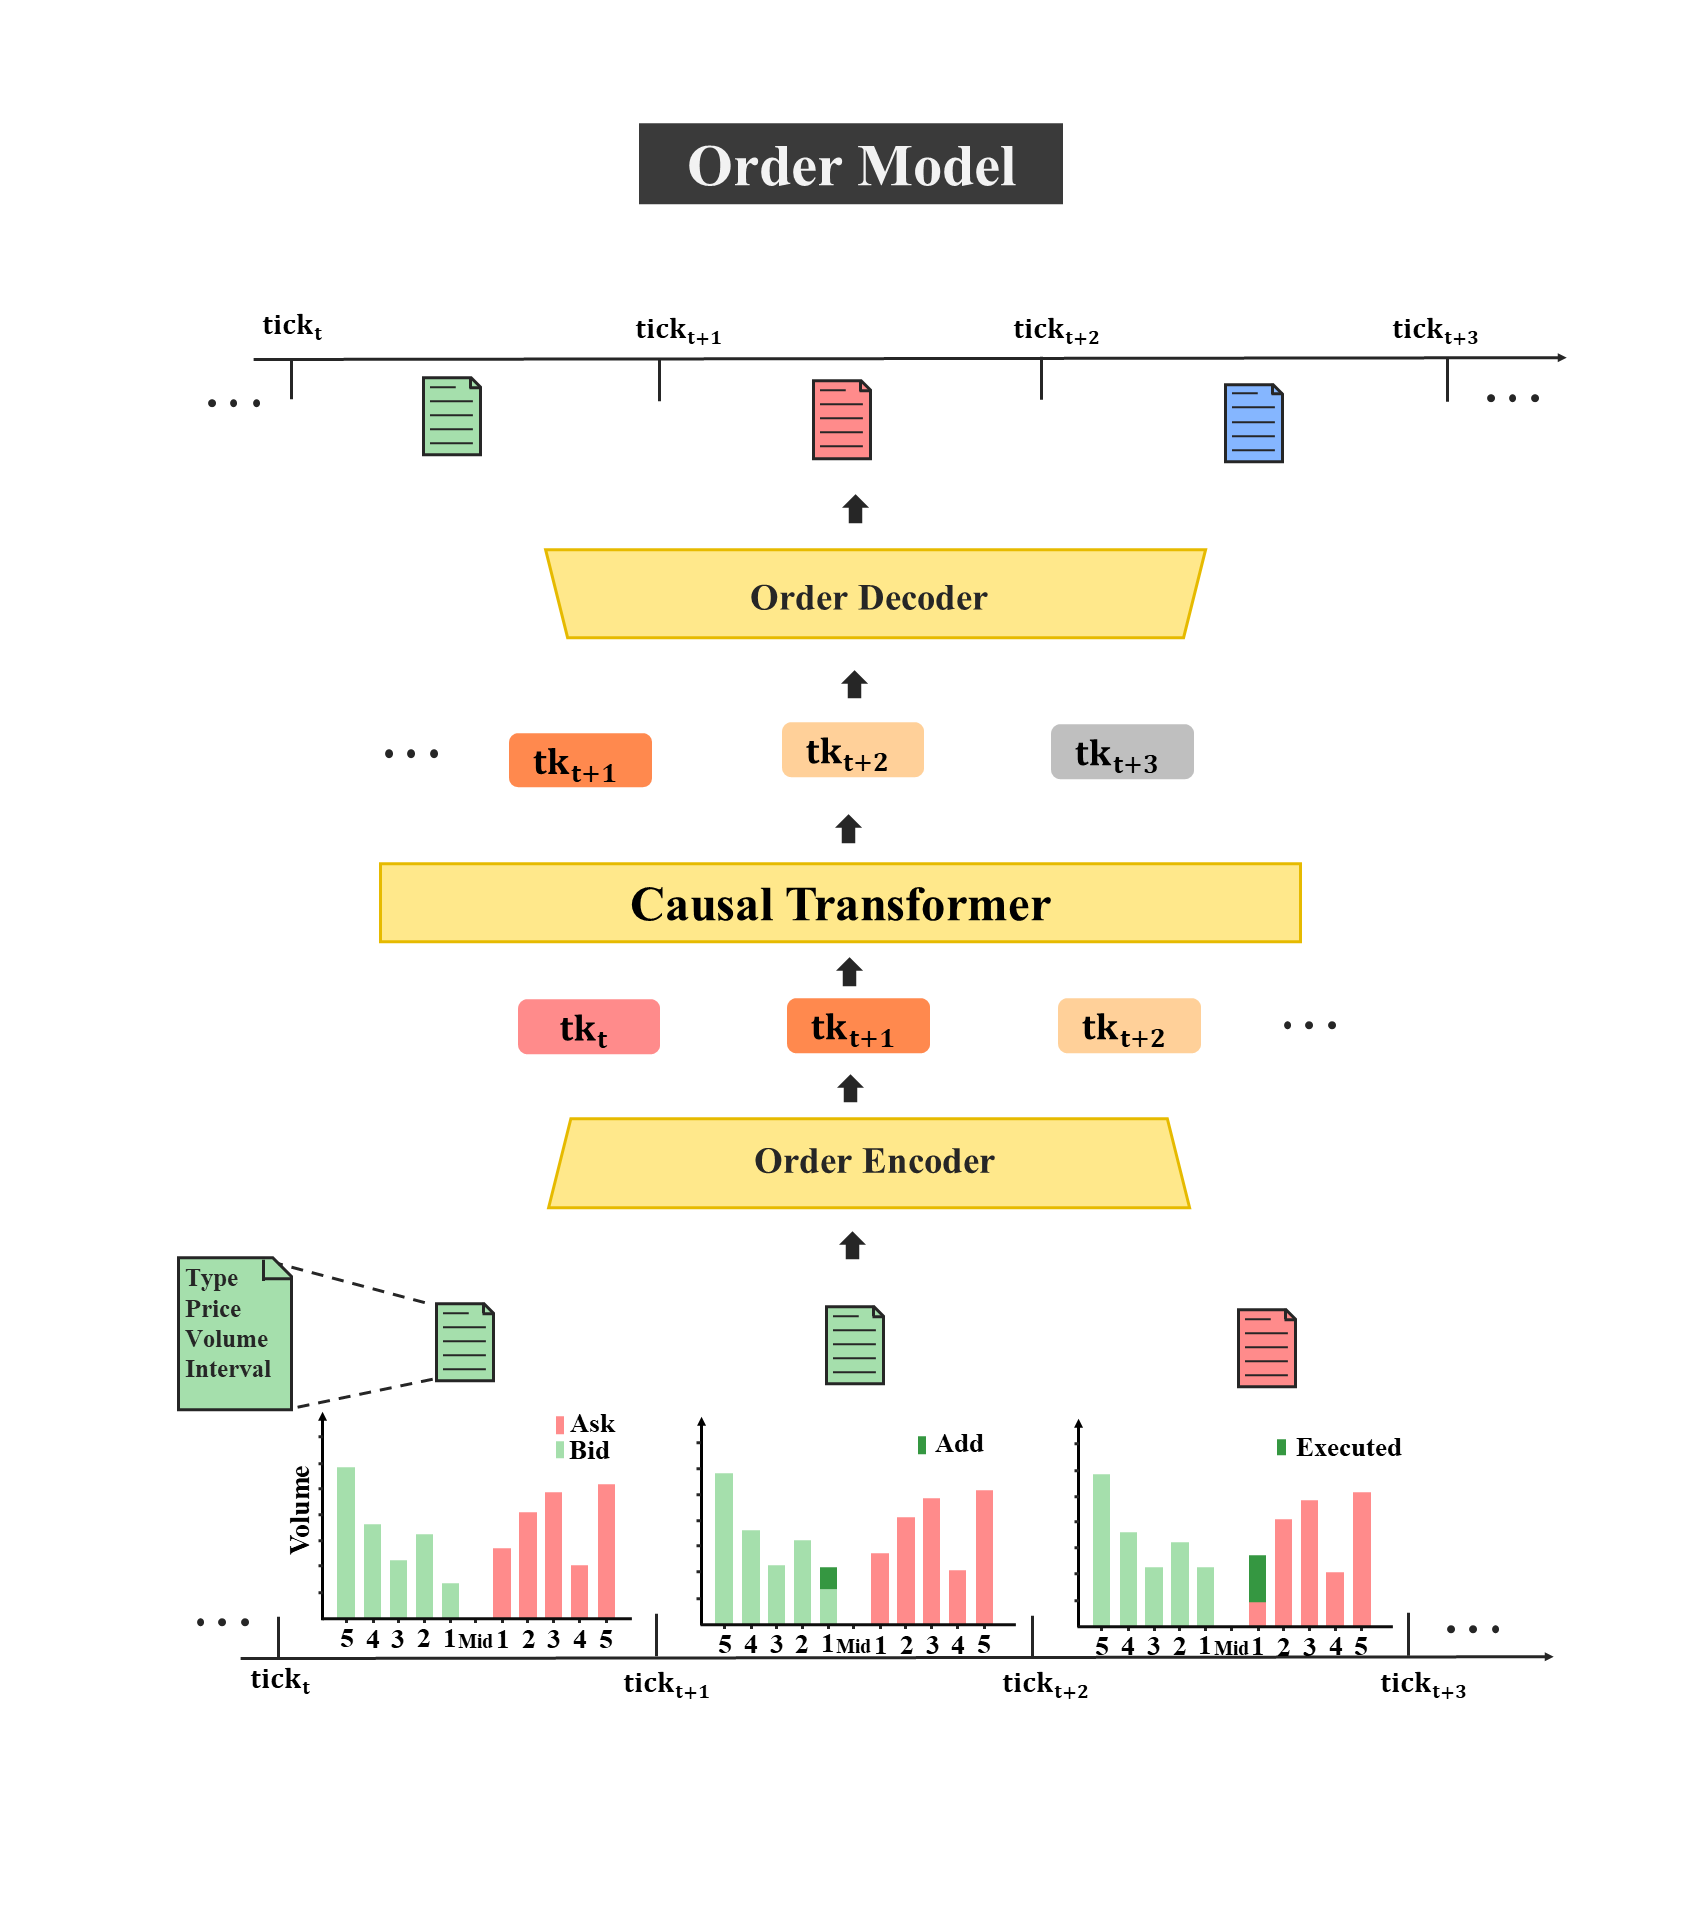 Order Model
tick_t tick_{t+1} tick_{t+2} tick_{t+3}
Order Decoder
tk_{t+1} tk_{t+2} tk_{t+3}
Causal Transformer
tk_t tk_{t+1} tk_{t+2}
Order Encoder
Type
Price
Volume
Interval
Ask
Bid
Volume
5 4 3 2 1 Mid 1 2 3 4 5
Add
5 4 3 2 1 Mid 1 2 3 4 5
Executed
5 4 3 2 1 Mid 1 2 3 4 5
tick_t tick_{t+1} tick_{t+2} tick_{t+3}